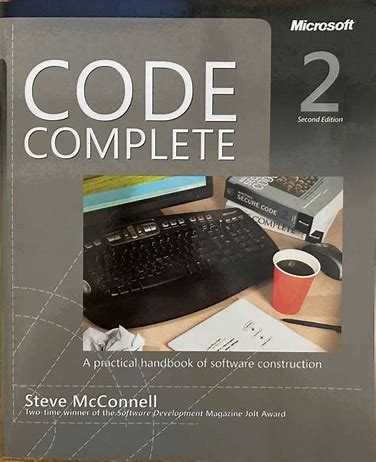 Microsoft
CODE
COMPLETE
2
Second Edition
SECURE CODE
COMPLETE
A practical handbook of software construction
Steve McConnell
Two-time winner of the Software Development Magazine Jolt Award